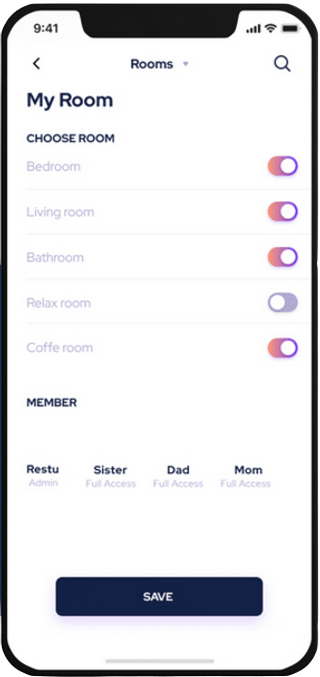 9:41
Rooms
My Room
CHOOSE ROOM
Bedroom
Living room
Bathroom
Relax room
Coffe room
MEMBER
Restu Sister Dad Mom
Admin Full Access Full Access Full Access
SAVE